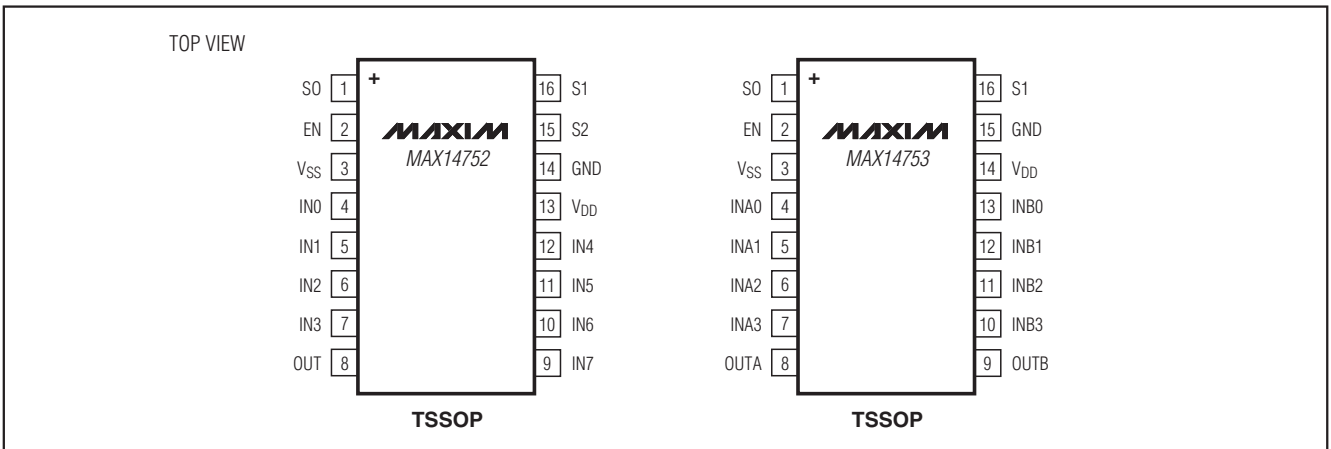 TOP VIEW
SO 1 + 16 S1
EN 2 MAXIM 15 S2
VSS 3 MAX14752 14 GND
IN0 4 13 VDD
IN1 5 12 IN4
IN2 6 11 IN5
IN3 7 10 IN6
OUT 8 9 IN7
TSSOP
SO 1 + 16 S1
EN 2 MAXIM 15 GND
VSS 3 MAX14753 14 VDD
INA0 4 13 INB0
INA1 5 12 INB1
INA2 6 11 INB2
INA3 7 10 INB3
OUTA 8 9 OUTB
TSSOP